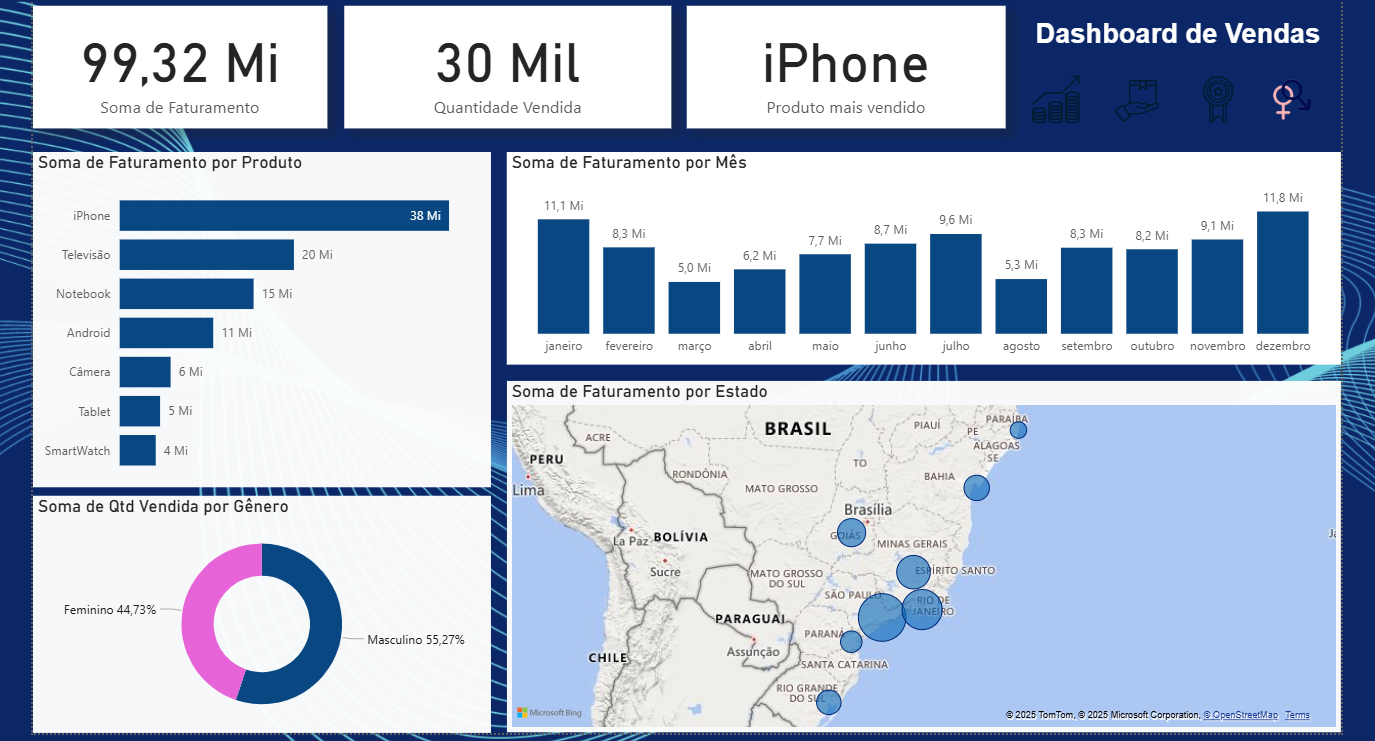 99,32 Mi
Soma de Faturamento
30 Mil
Quantidade Vendida
iPhone
Produto mais vendido
Dashboard de Vendas
Soma de Faturamento por Produto
iPhone 38 Mi
Televisão 20 Mi
Notebook 15 Mi
Android 11 Mi
Câmera 6 Mi
Tablet 5 Mi
SmartWatch 4 Mi
Soma de Faturamento por Mês
11,1 Mi 8,3 Mi 5,0 Mi 6,2 Mi 7,7 Mi 8,7 Mi 9,6 Mi 5,3 Mi 8,3 Mi 8,2 Mi 9,1 Mi 11,8 Mi
janeiro fevereiro março abril maio junho julho agosto setembro outubro novembro dezembro
Soma de Qtd Vendida por Gênero
Feminino 44,73%
Masculino 55,27%
Soma de Faturamento por Estado
BRASIL
ACRE
PIAUÍ
PARAÍBA
PE
ALAGOAS
SE
PERU
Lima
RONDÔNIA
TO
BAHIA
MATO GROSSO
Brasília
La Paz
BOLÍVIA
GOIÁS
MINAS GERAIS
Sucre
MATO GROSSO
DO SUL
ESPÍRITO SANTO
SÃO PAULO
RIO DE
JANEIRO
PARAGUAI
Assunção
PARANÁ
CHILE
SANTA CATARINA
RIO GRANDE
DO SUL
Microsoft Bing
© 2025 TomTom, © 2025 Microsoft Corporation, © OpenStreetMap Terms